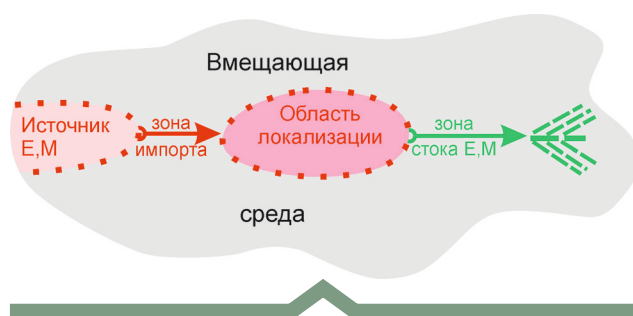 Вмещающая
Источник
Е,М
зона
импорта
Область
локализации
зона
стока Е,М
среда